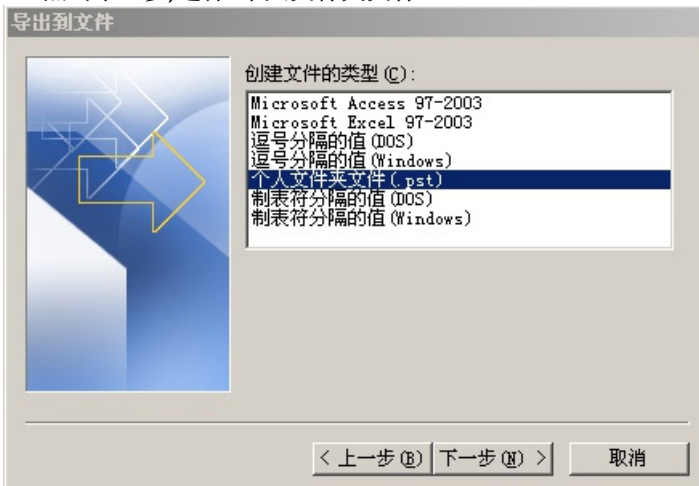 导出到文件
创建文件的类型(C):
Microsoft Access 97-2003
Microsoft Excel 97-2003
逗号分隔的值(DOS)
逗号分隔的值(Windows)
个人文件夹文件(.pst)
制表符分隔的值(DOS)
制表符分隔的值(Windows)
< 上一步(B) 下一步(N) > 取消